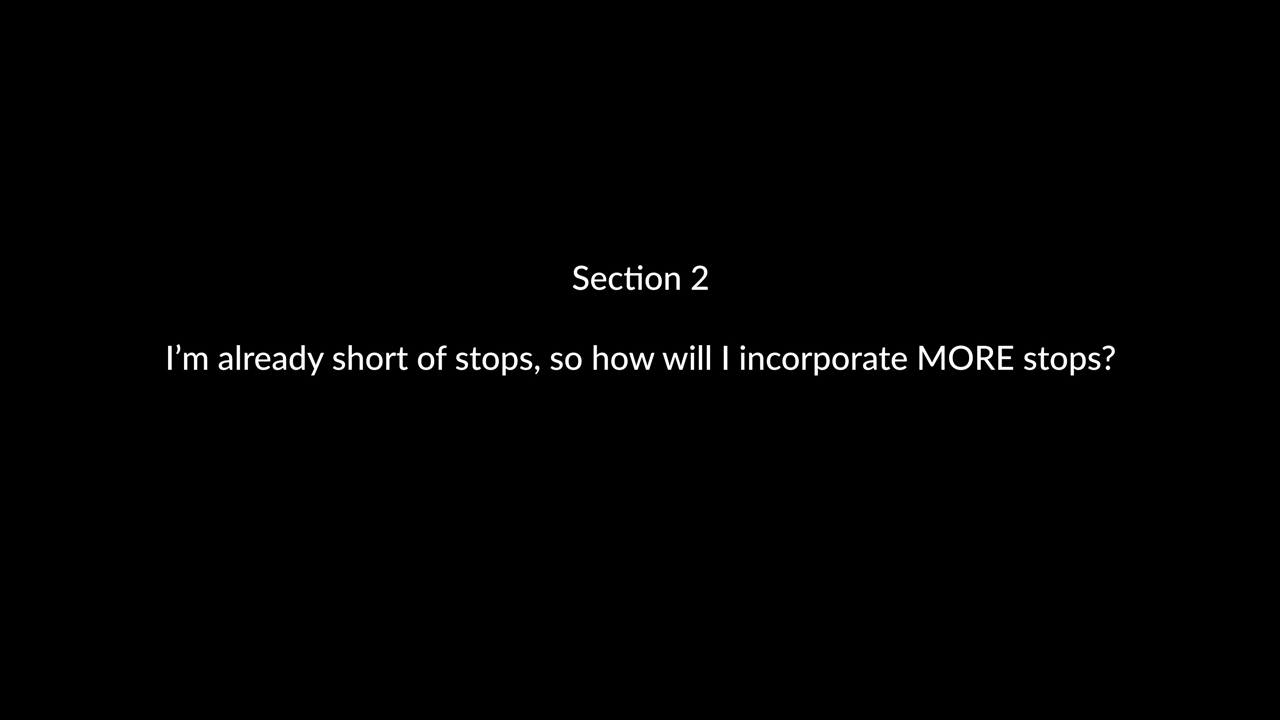 Section 2
I’m already short of stops, so how will I incorporate MORE stops?